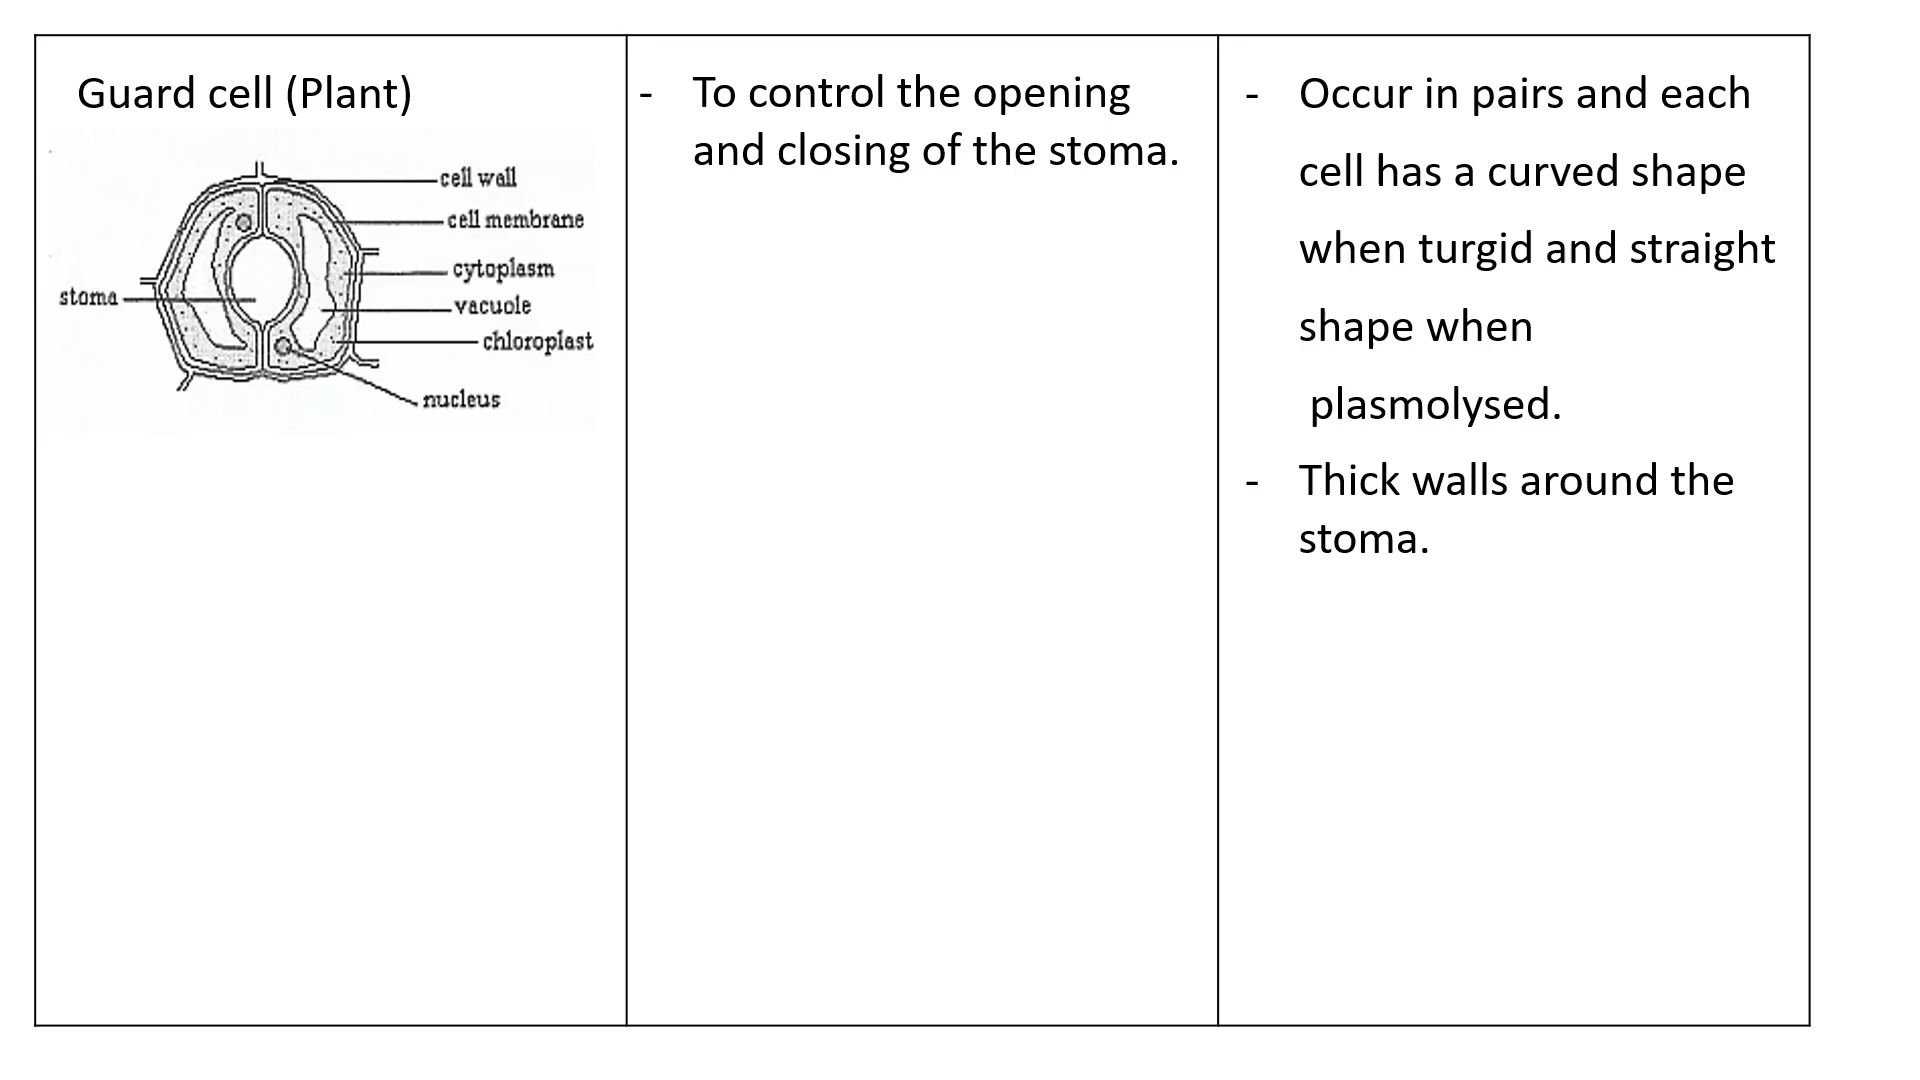 Guard cell (Plant)
cell wall
cell membrane
cytoplasm
stoma
vacuole
chloroplast
nucleus
- To control the opening
and closing of the stoma.
- Occur in pairs and each
cell has a curved shape
when turgid and straight
shape when
plasmolysed.
- Thick walls around the
stoma.